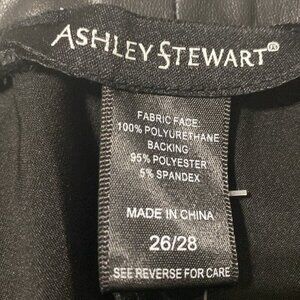 ASHLEY STEWART®
FABRIC FACE:
100% POLYURETHANE
BACKING
95% POLYESTER
5% SPANDEX
MADE IN CHINA
26/28
SEE REVERSE FOR CARE